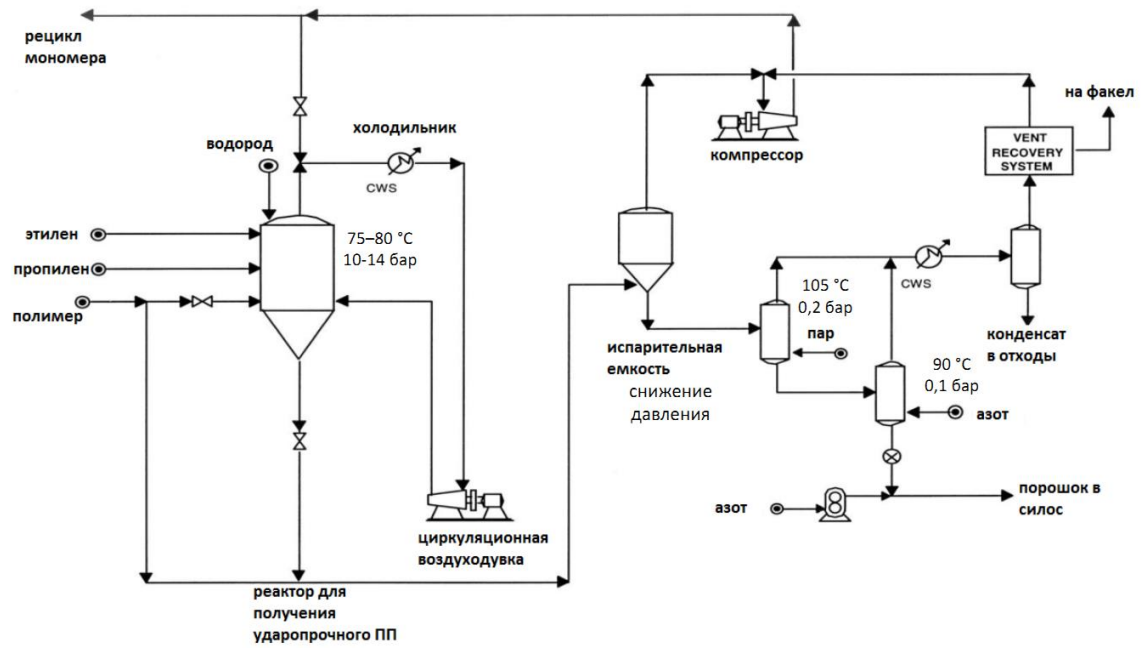 рецикл
мономера
водород
холодильник
CWS
этилен
пропилен
полимер
75–80 °C
10-14 бар
циркуляционная
воздуходувка
реактор для
получения
ударопрочного ПП
компрессор
на факел
VENT
RECOVERY
SYSTEM
CWS
105 °C
0,2 бар
пар
испарительная
емкость
снижение
давления
конденсат
в отходы
90 °C
0,1 бар
азот
азот
порошок в
силос